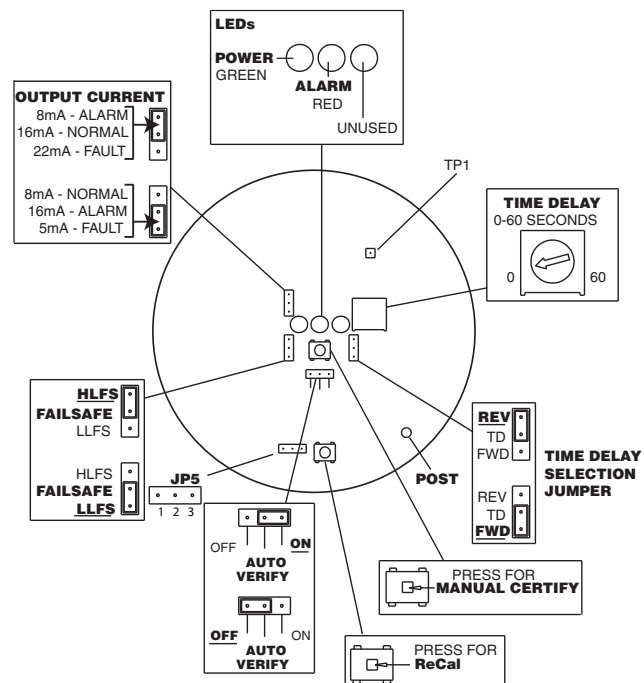 LEDs
POWER
GREEN
ALARM
RED
UNUSED
OUTPUT CURRENT
8mA - ALARM
16mA - NORMAL
22mA - FAULT
8mA - NORMAL
16mA - ALARM
5mA - FAULT
TP1
TIME DELAY
0-60 SECONDS
0 60
HLFS
FAILSAFE
LLFS
HLFS
FAILSAFE
LLFS
JP5
1 2 3
REV
TD
FWD
REV
TD
FWD
TIME DELAY
SELECTION
JUMPER
POST
OFF ON
AUTO
VERIFY
OFF ON
AUTO
VERIFY
PRESS FOR
MANUAL CERTIFY
PRESS FOR
ReCal